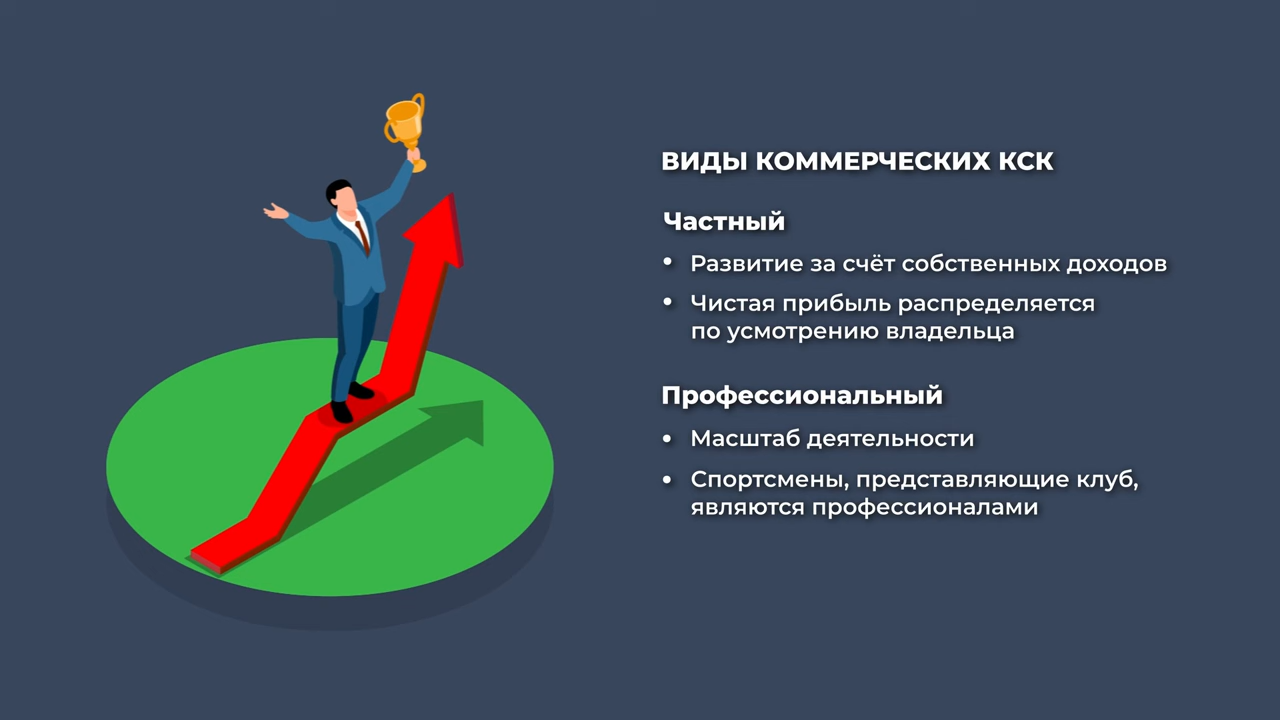 ВИДЫ КОММЕРЧЕСКИХ КСК
Частный
• Развитие за счёт собственных доходов
• Чистая прибыль распределяется
по усмотрению владельца
Профессиональный
• Масштаб деятельности
• Спортсмены, представляющие клуб,
являются профессионалами